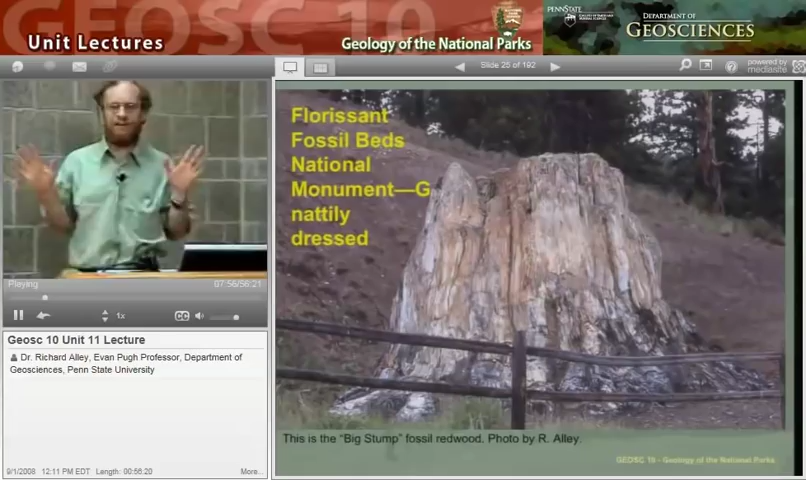 GEOSC 10
Unit Lectures
Geology of the National Parks
PENNSTATE
DEPARTMENT OF
GEOSCIENCES
Slide 25 of 192
powered by
mediasite
Florissant
Fossil Beds
National
Monument—G
nattily
dressed
Playing
07:56/56:21
1x
CC
Geosc 10 Unit 11 Lecture
Dr. Richard Alley, Evan Pugh Professor, Department of
Geosciences, Penn State University
9/1/2008 12:11 PM EDT Length: 00:56:20
More...
This is the "Big Stump" fossil redwood. Photo by R. Alley.
GEOSC 10 - Geology of the National Parks